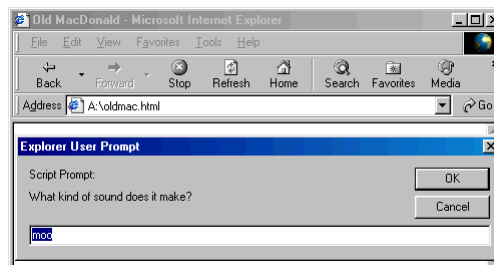 Old MacDonald - Microsoft Internet Explorer
File Edit View Favorites Tools Help
Back Forward Stop Refresh Home Search Favorites Media
Address A:\oldmac.html Go
Explorer User Prompt
Script Prompt:
OK
What kind of sound does it make?
Cancel
moo